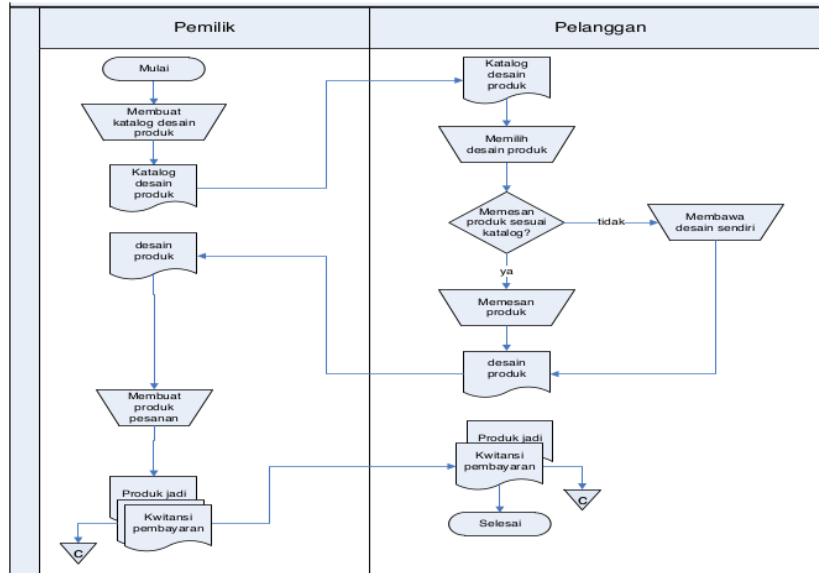 Pemilik
Pelanggan
Mulai
Membuat
katalog desain
produk
Katalog
desain
produk
Katalog
desain
produk
Memilih
desain produk
Memesan
produk sesuai
katalog?
tidak
Membawa
desain sendiri
ya
Memesan
produk
desain
produk
desain
produk
Membuat
produk
pesanan
Produk jadi
Kwitansi
pembayaran
C
Produk jadi
Kwitansi
pembayaran
C
Selesai